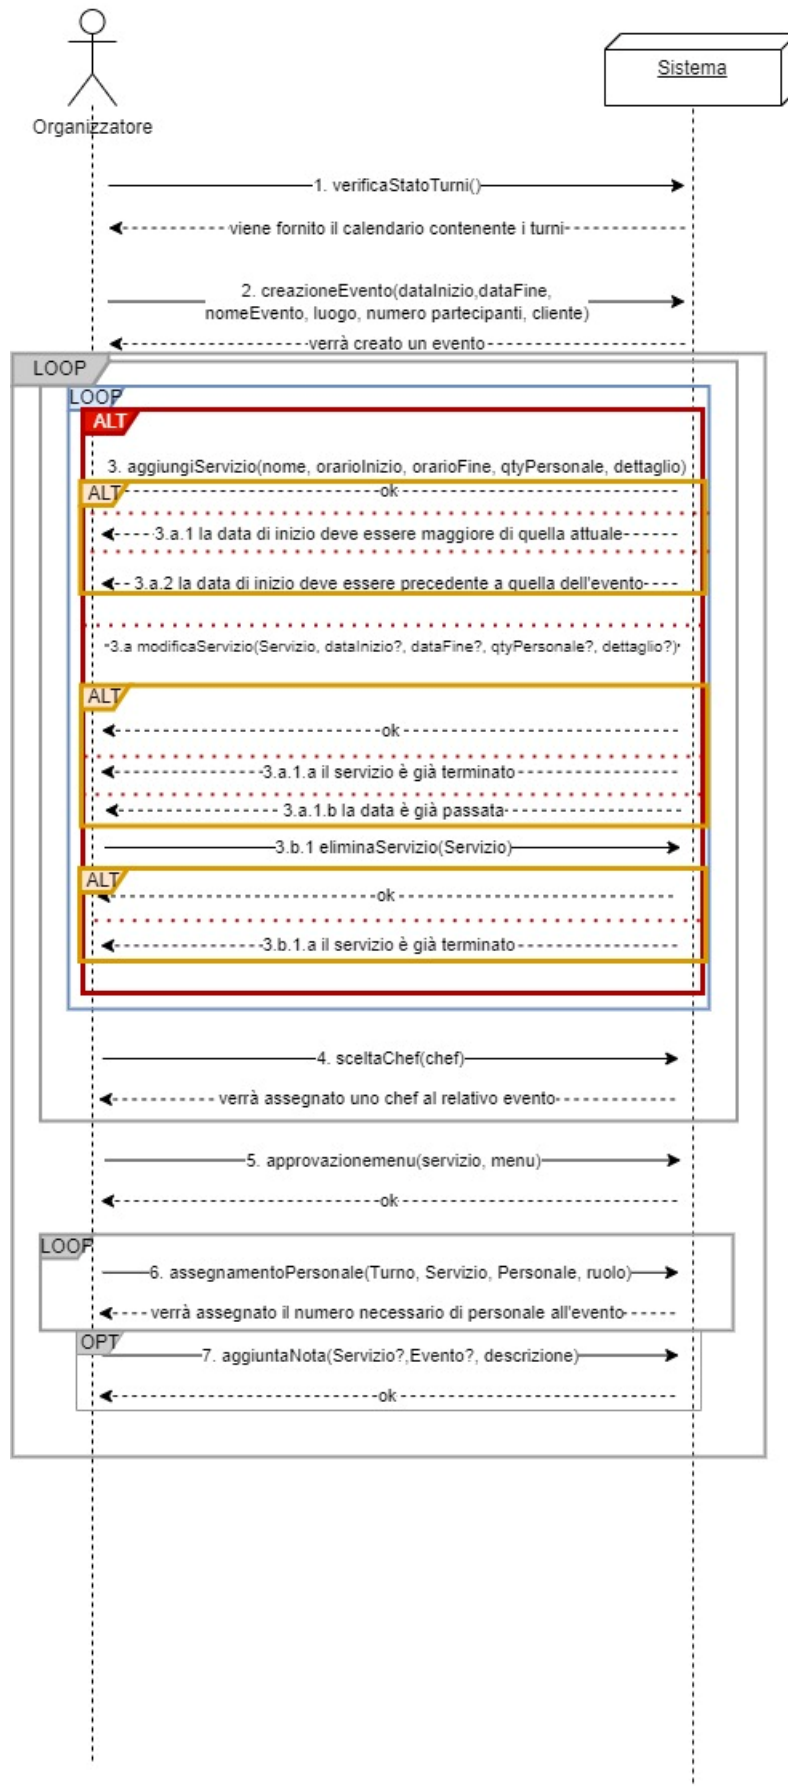 Organizzatore
Sistema
1. verificaStatoTurni()
viene fornito il calendario contenente i turni
2. creazioneEvento(dataInizio,dataFine,
nomeEvento, luogo, numero partecipanti, cliente)
verrà creato un evento
LOOP
LOOP
ALT
3. aggiungiServizio(nome, orarioInizio, orarioFine, qtyPersonale, dettaglio)
ALT
ok
3.a.1 la data di inizio deve essere maggiore di quella attuale
3.a.2 la data di inizio deve essere precedente a quella dell'evento
3.a modificaServizio(Servizio, dataInizio?, dataFine?, qtyPersonale?, dettaglio?)
ALT
ok
3.a.1.a il servizio è già terminato
3.a.1.b la data è già passata
3.b.1 eliminaServizio(Servizio)
ALT
ok
3.b.1.a il servizio è già terminato
4. sceltaChef(chef)
verrà assegnato uno chef al relativo evento
5. approvazionemenu(servizio, menu)
ok
LOOP
6. assegnamentoPersonale(Turno, Servizio, Personale, ruolo)
verrà assegnato il numero necessario di personale all'evento
OPT
7. aggiuntaNota(Servizio?,Evento?, descrizione)
ok